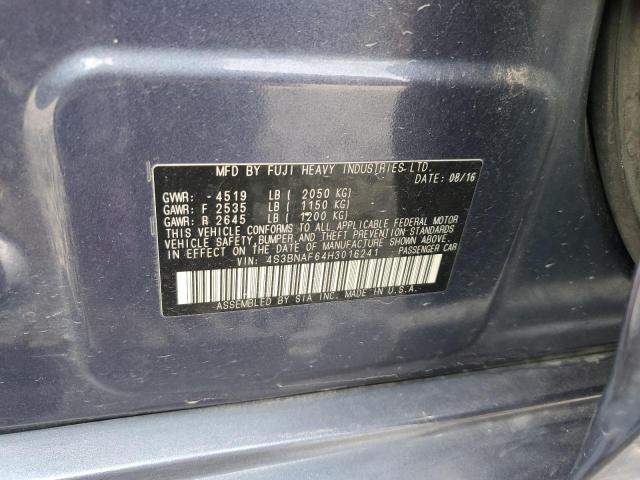 MFD BY FUJI HEAVY INDUSTRIES LTD.
DATE: 08/16
GVWR: - 4519 LB ( 2050 KG)
GAWR: F 2535 LB ( 1150 KG)
GAWR: R 2645 LB ( 1200 KG)
THIS VEHICLE CONFORMS TO ALL APPLICABLE FEDERAL MOTOR
VEHICLE SAFETY, BUMPER AND THEFT PREVENTION STANDARDS
IN EFFECT ON THE DATE OF MANUFACTURE SHOWN ABOVE.
VIN: 4S3BNAF64H3016241 PASSENGER CAR
ASSEMBLED BY SIA INC. MADE IN U.S.A.